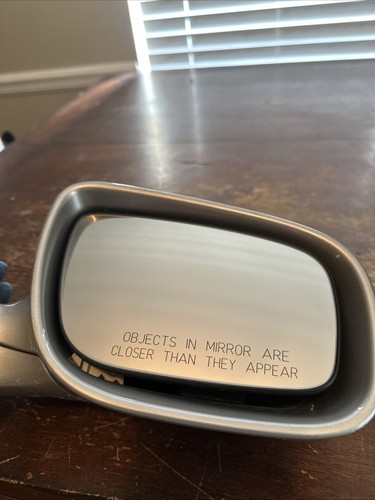 OBJECTS IN MIRROR ARE
CLOSER THAN THEY APPEAR